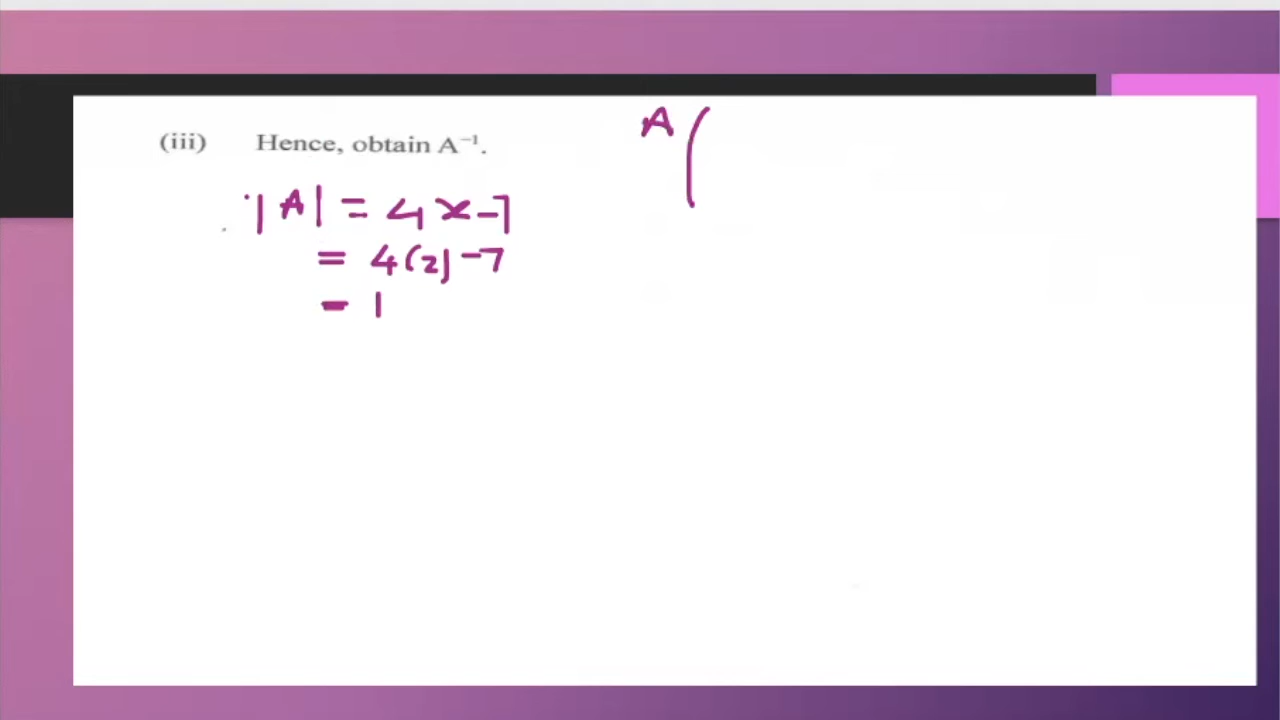 (iii) Hence, obtain A⁻¹.
A (
|A| = 4x-7
= 4(2)-7
= 1